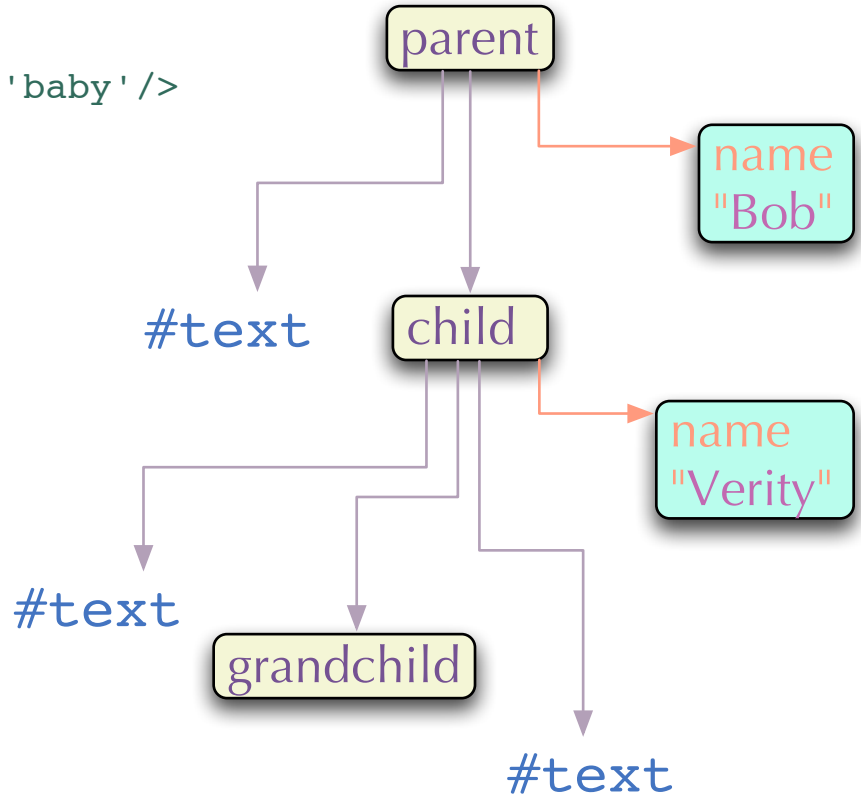 parent
'baby'/>
name
"Bob"
#text
child
name
"Verity"
#text
grandchild
#text